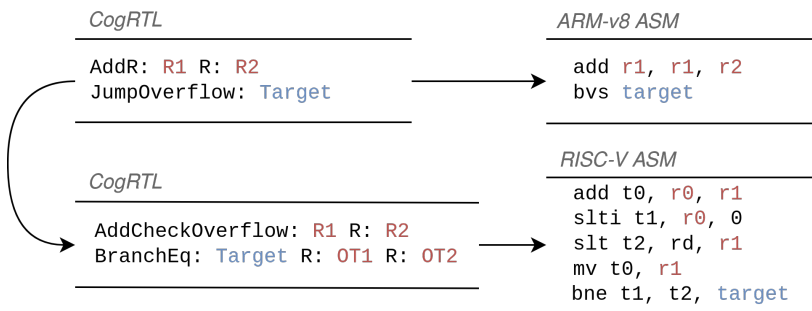 CogRTL
AddR: R1 R: R2
JumpOverflow: Target
ARM-v8 ASM
add r1, r1, r2
bvs target
CogRTL
AddCheckOverflow: R1 R: R2
BranchEq: Target R: OT1 R: OT2
RISC-V ASM
add t0, r0, r1
slti t1, r0, 0
slt t2, rd, r1
mv t0, r1
bne t1, t2, target